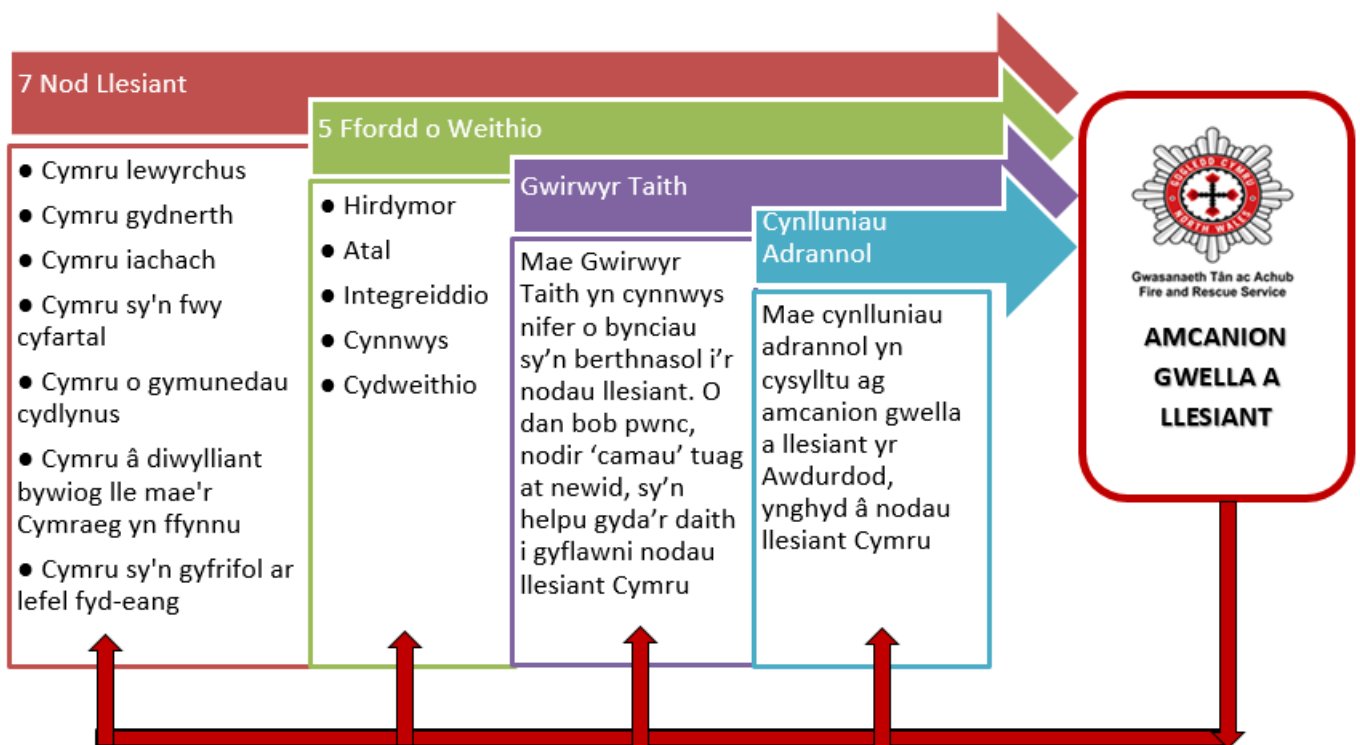 7 Nod Llesiant
● Cymru lewyrchus
● Cymru gydnerth
● Cymru iachach
● Cymru sy'n fwy
cyfartal
● Cymru o gymunedau
cydlynus
● Cymru â diwylliant
bywiog lle mae'r
Cymraeg yn ffynnu
● Cymru sy'n gyfrifol ar
lefel fyd-eang
5 Ffordd o Weithio
● Hirdymor
● Atal
● Integreiddio
● Cynnwys
● Cydweithio
Gwirwyr Taith
Mae Gwirwyr
Taith yn cynnwys
nifer o bynciau
sy’n berthnasol i’r
nodau llesiant. O
dan bob pwnc,
nodir ‘camau’ tuag
at newid, sy’n
helpu gyda’r daith
i gyflawni nodau
llesiant Cymru
Cynlluniau
Adrannol
Mae cynlluniau
adrannol yn
cysylltu ag
amcanion gwella
a llesiant yr
Awdurdod,
ynghyd â nodau
llesiant Cymru
GOGLEDD CYMRU
NORTH WALES
Gwasanaeth Tân ac Achub
Fire and Rescue Service
AMCANION
GWELLA A
LLESIANT